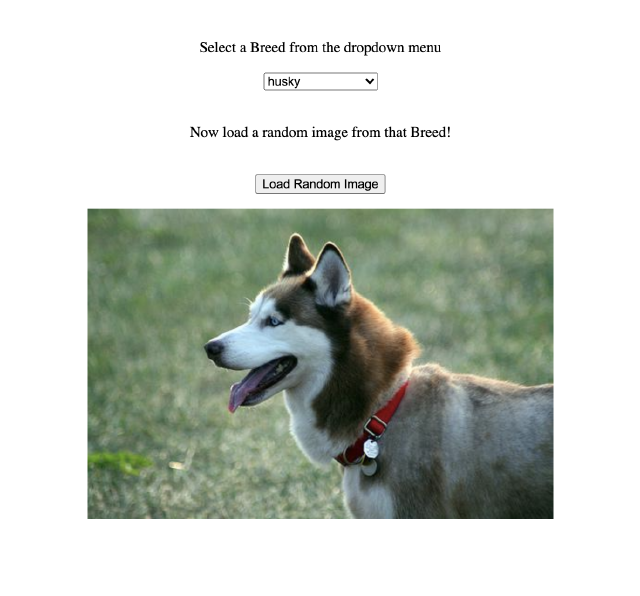 Select a Breed from the dropdown menu
husky
Now load a random image from that Breed!
Load Random Image